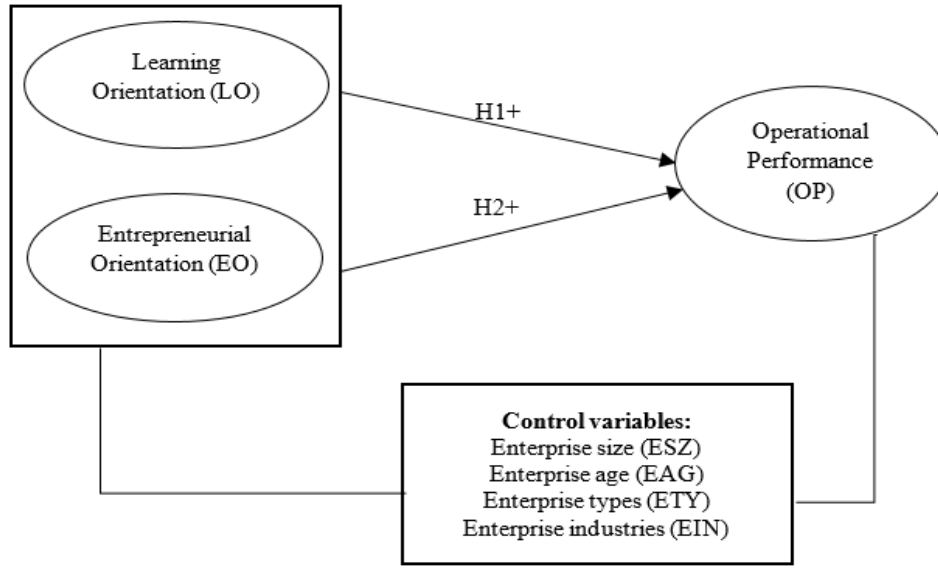 Learning
Orientation (LO)
H1+
Operational
Performance
(OP)
H2+
Entrepreneurial
Orientation (EO)
Control variables:
Enterprise size (ESZ)
Enterprise age (EAG)
Enterprise types (ETY)
Enterprise industries (EIN)